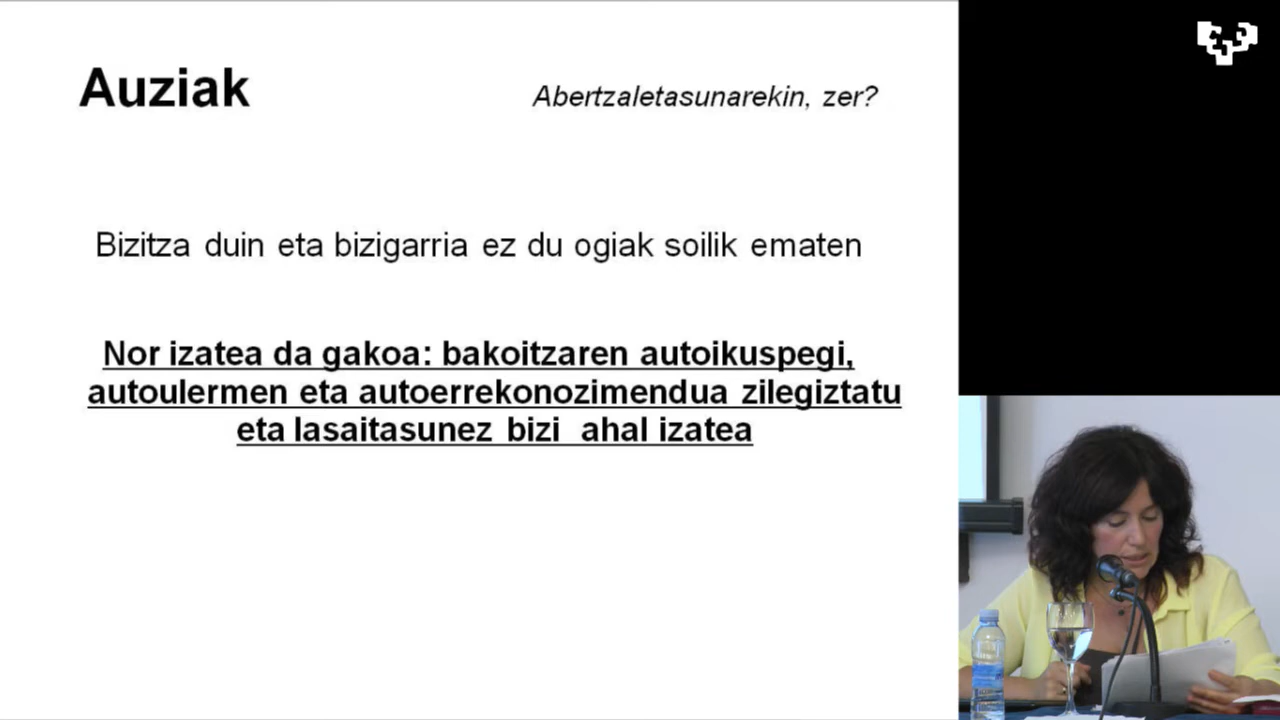 Auziak
Abertzaletasunarekin, zer?
Bizitza duin eta bizigarria ez du ogiak soilik ematen
Nor izatea da gakoa: bakoitzaren autoikuspegi,
autoulermen eta autoerrekonozimendua zilegiztatu
eta lasaitasunez bizi ahal izatea